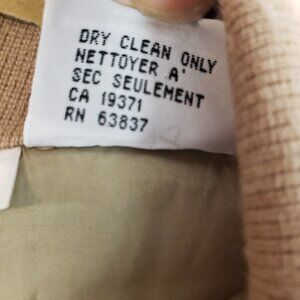 DRY CLEAN ONLY
NETTOYER A'
SEC SEULEMENT
CA 19371
RN 63837